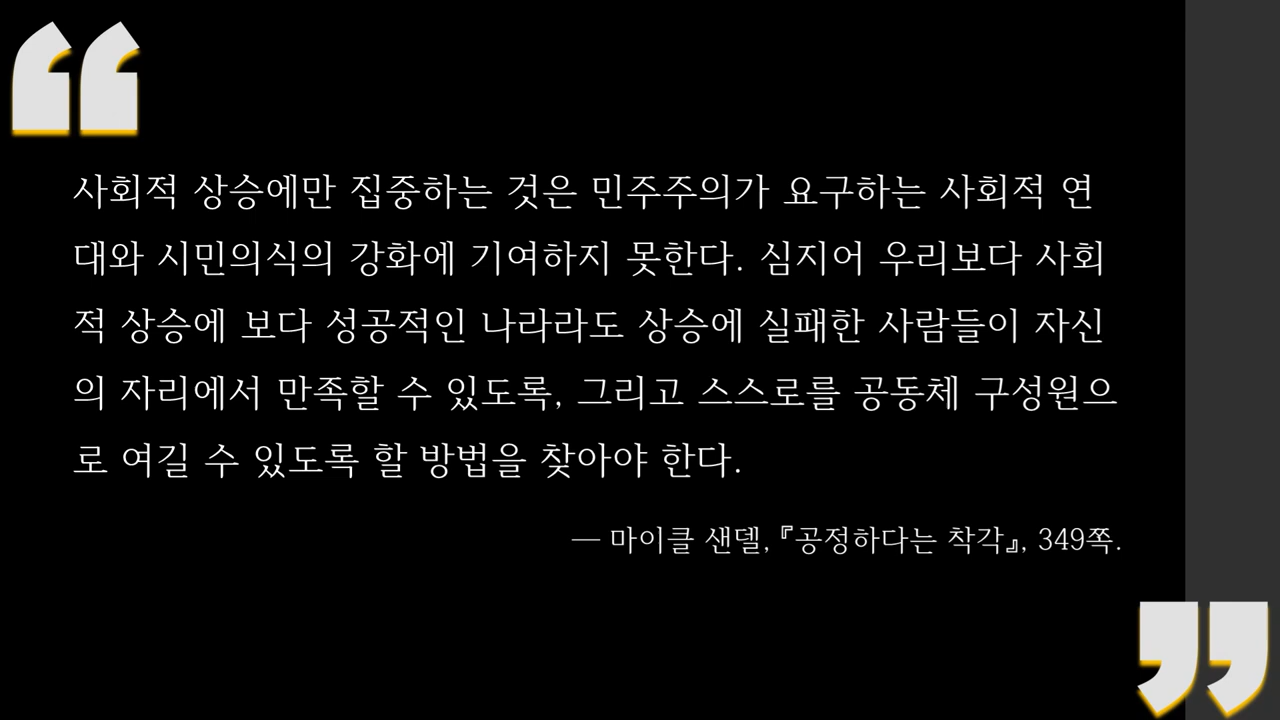 사회적 상승에만 집중하는 것은 민주주의가 요구하는 사회적 연
대와 시민의식의 강화에 기여하지 못한다. 심지어 우리보다 사회
적 상승에 보다 성공적인 나라라도 상승에 실패한 사람들이 자신
의 자리에서 만족할 수 있도록, 그리고 스스로를 공동체 구성원으
로 여길 수 있도록 할 방법을 찾아야 한다.
― 마이클 샌델, 『공정하다는 착각』, 349쪽.